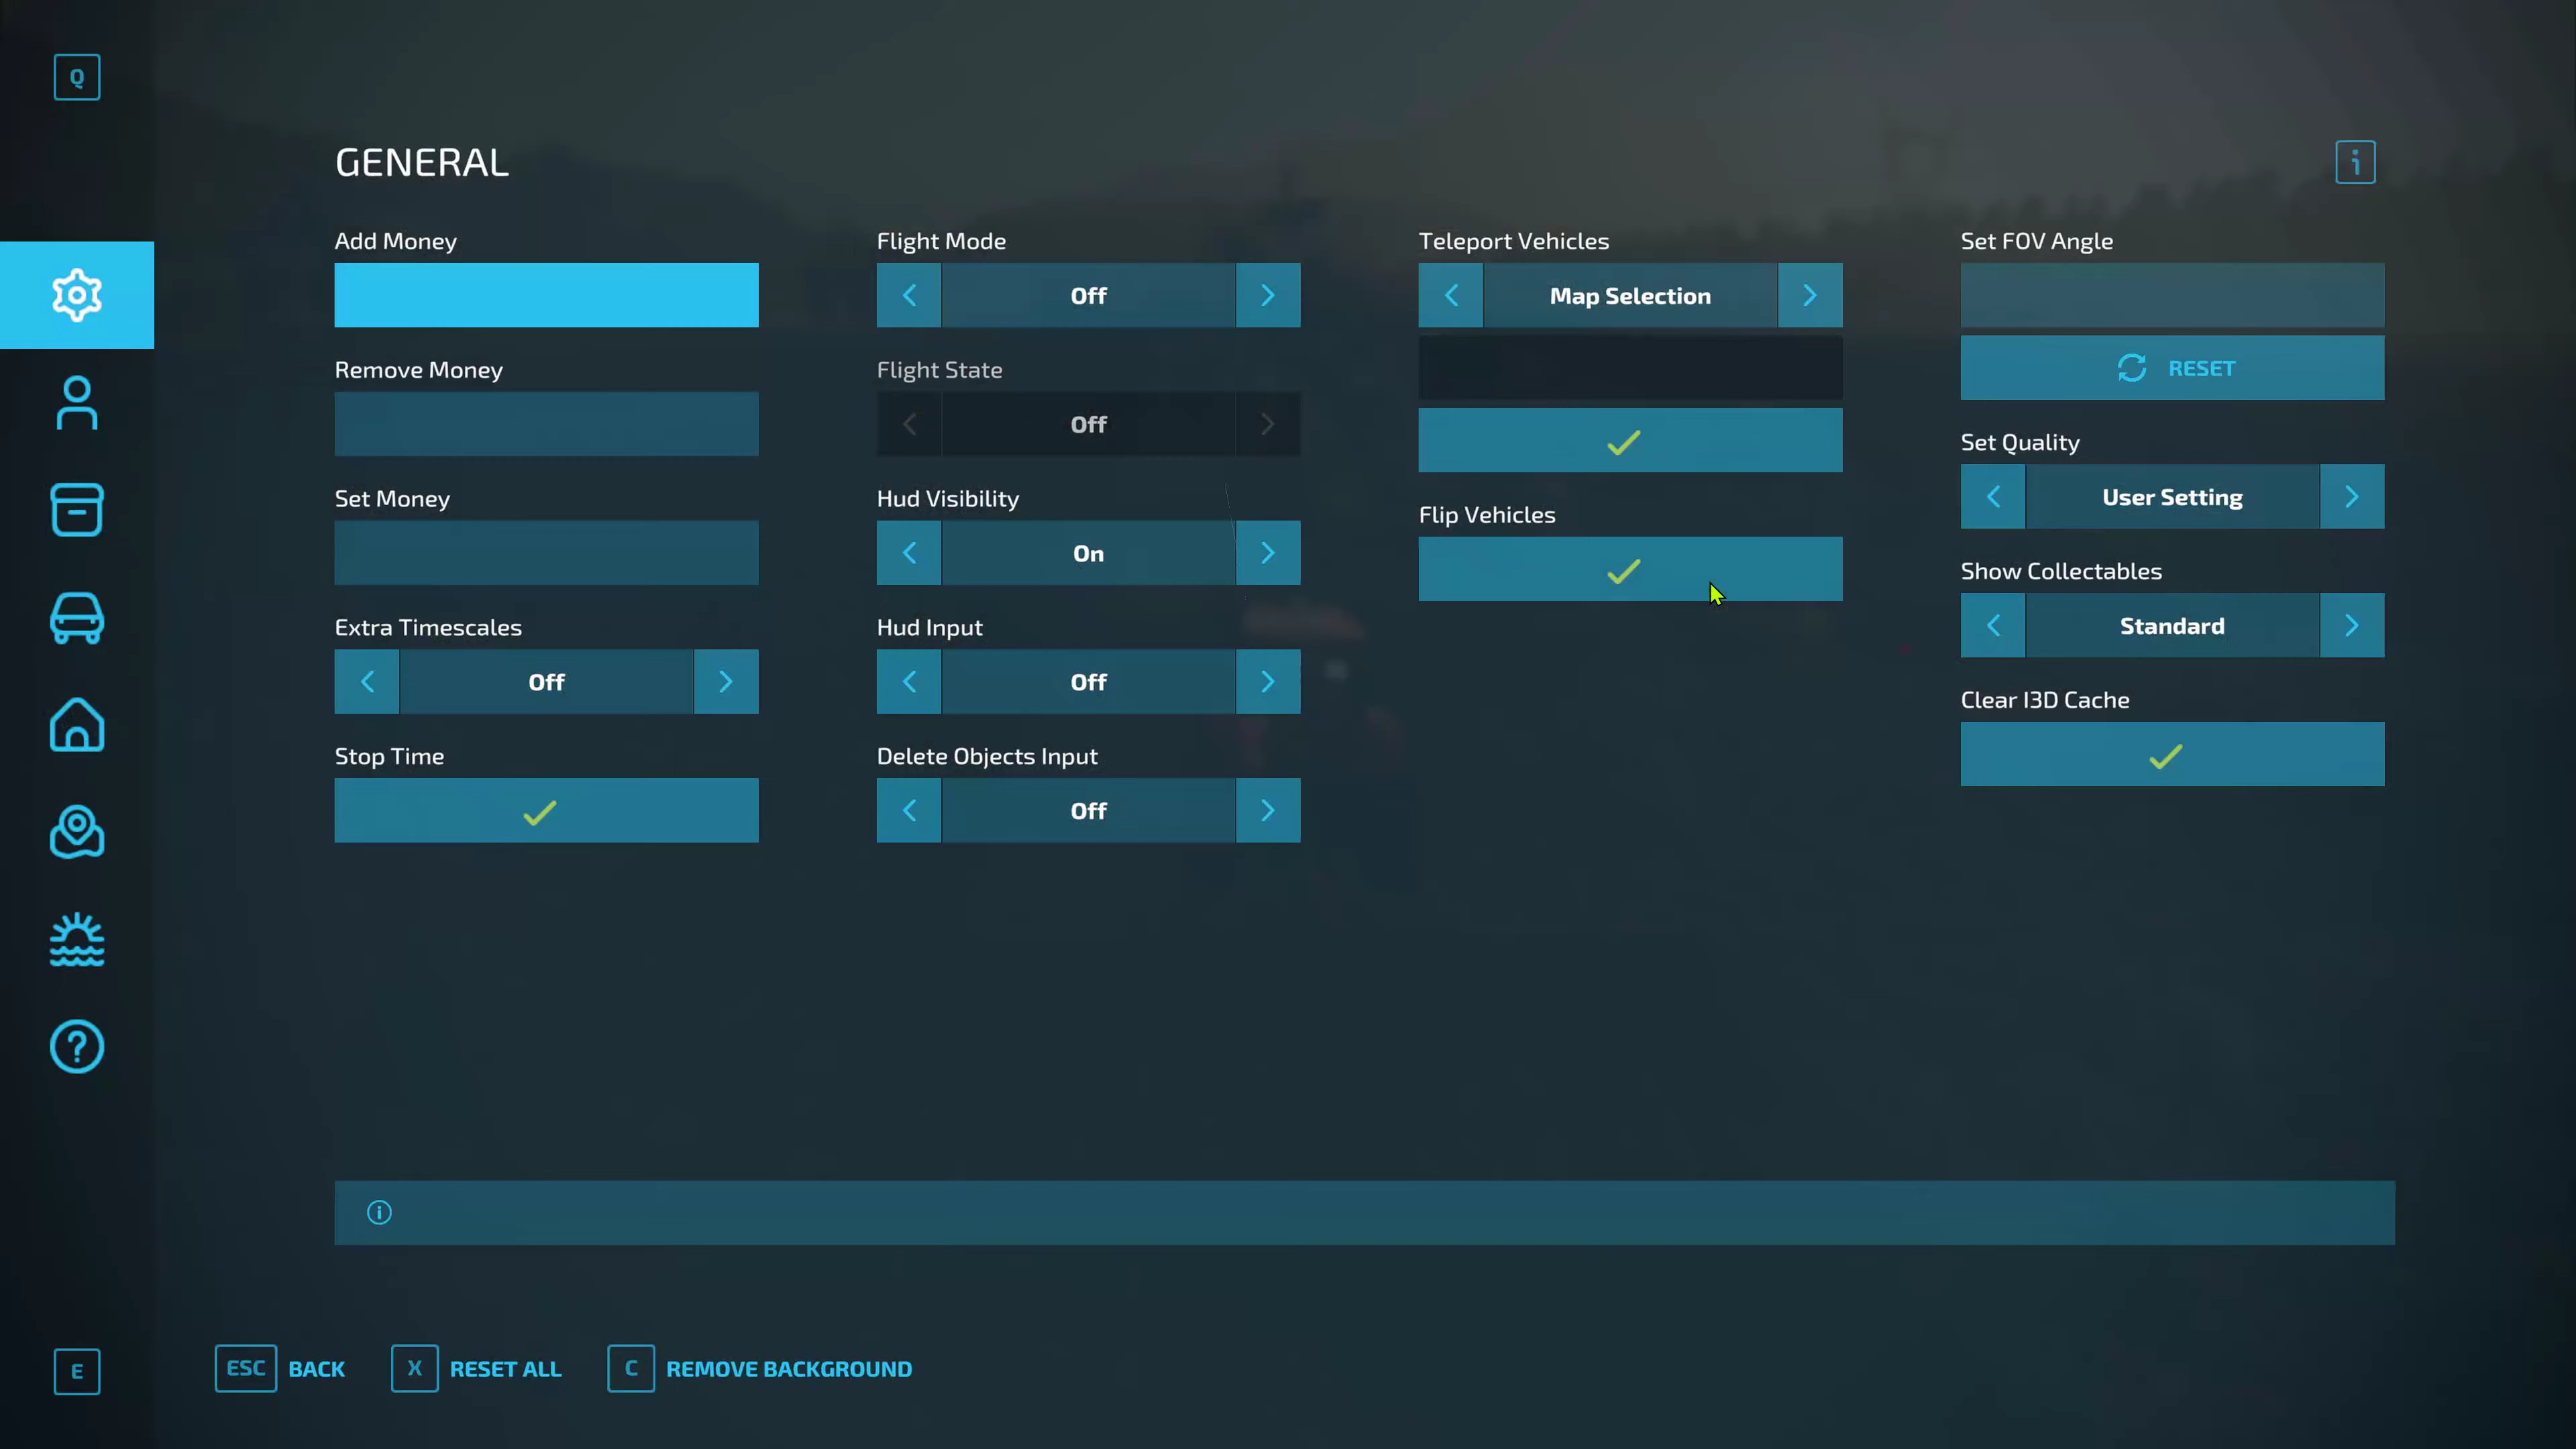 Q
GENERAL
i
Add Money
Remove Money
Set Money
Extra Timescales
Off
Stop Time
Flight Mode
Off
Flight State
Off
Hud Visibility
On
Hud Input
Off
Delete Objects Input
Off
Teleport Vehicles
Map Selection
Flip Vehicles
Set FOV Angle
RESET
Set Quality
User Setting
Show Collectables
Standard
Clear I3D Cache
?
i
E
ESC BACK X RESET ALL C REMOVE BACKGROUND